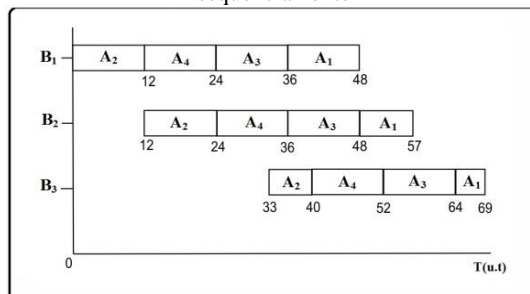 B₁ A₂ A₄ A₃ A₁
12 24 36 48
B₂ A₂ A₄ A₃ A₁
12 24 36 48 57
B₃ A₂ A₄ A₃ A₁
33 40 52 64 69
0 T(u.t)